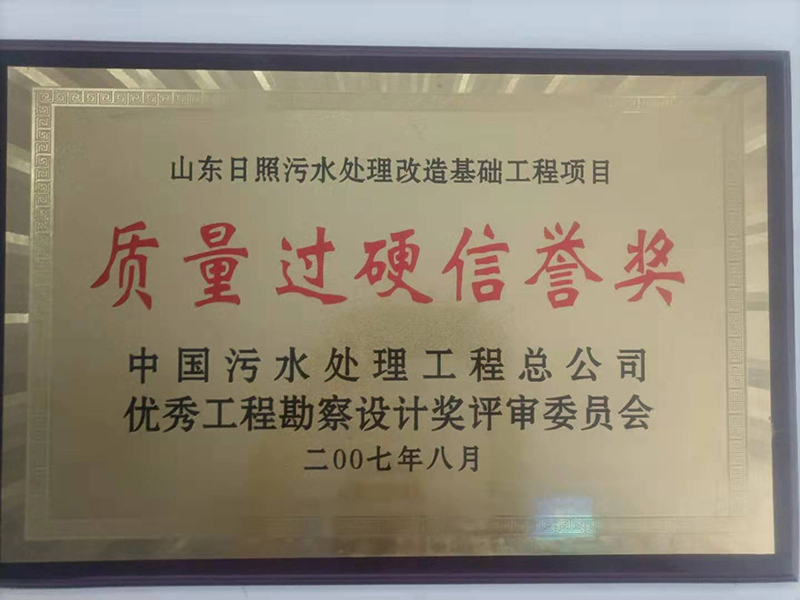 山东日照污水处理改造基础工程项目
质量过硬信誉奖
中国污水处理工程总公司
优秀工程勘察设计奖评审委员会
二00七年八月